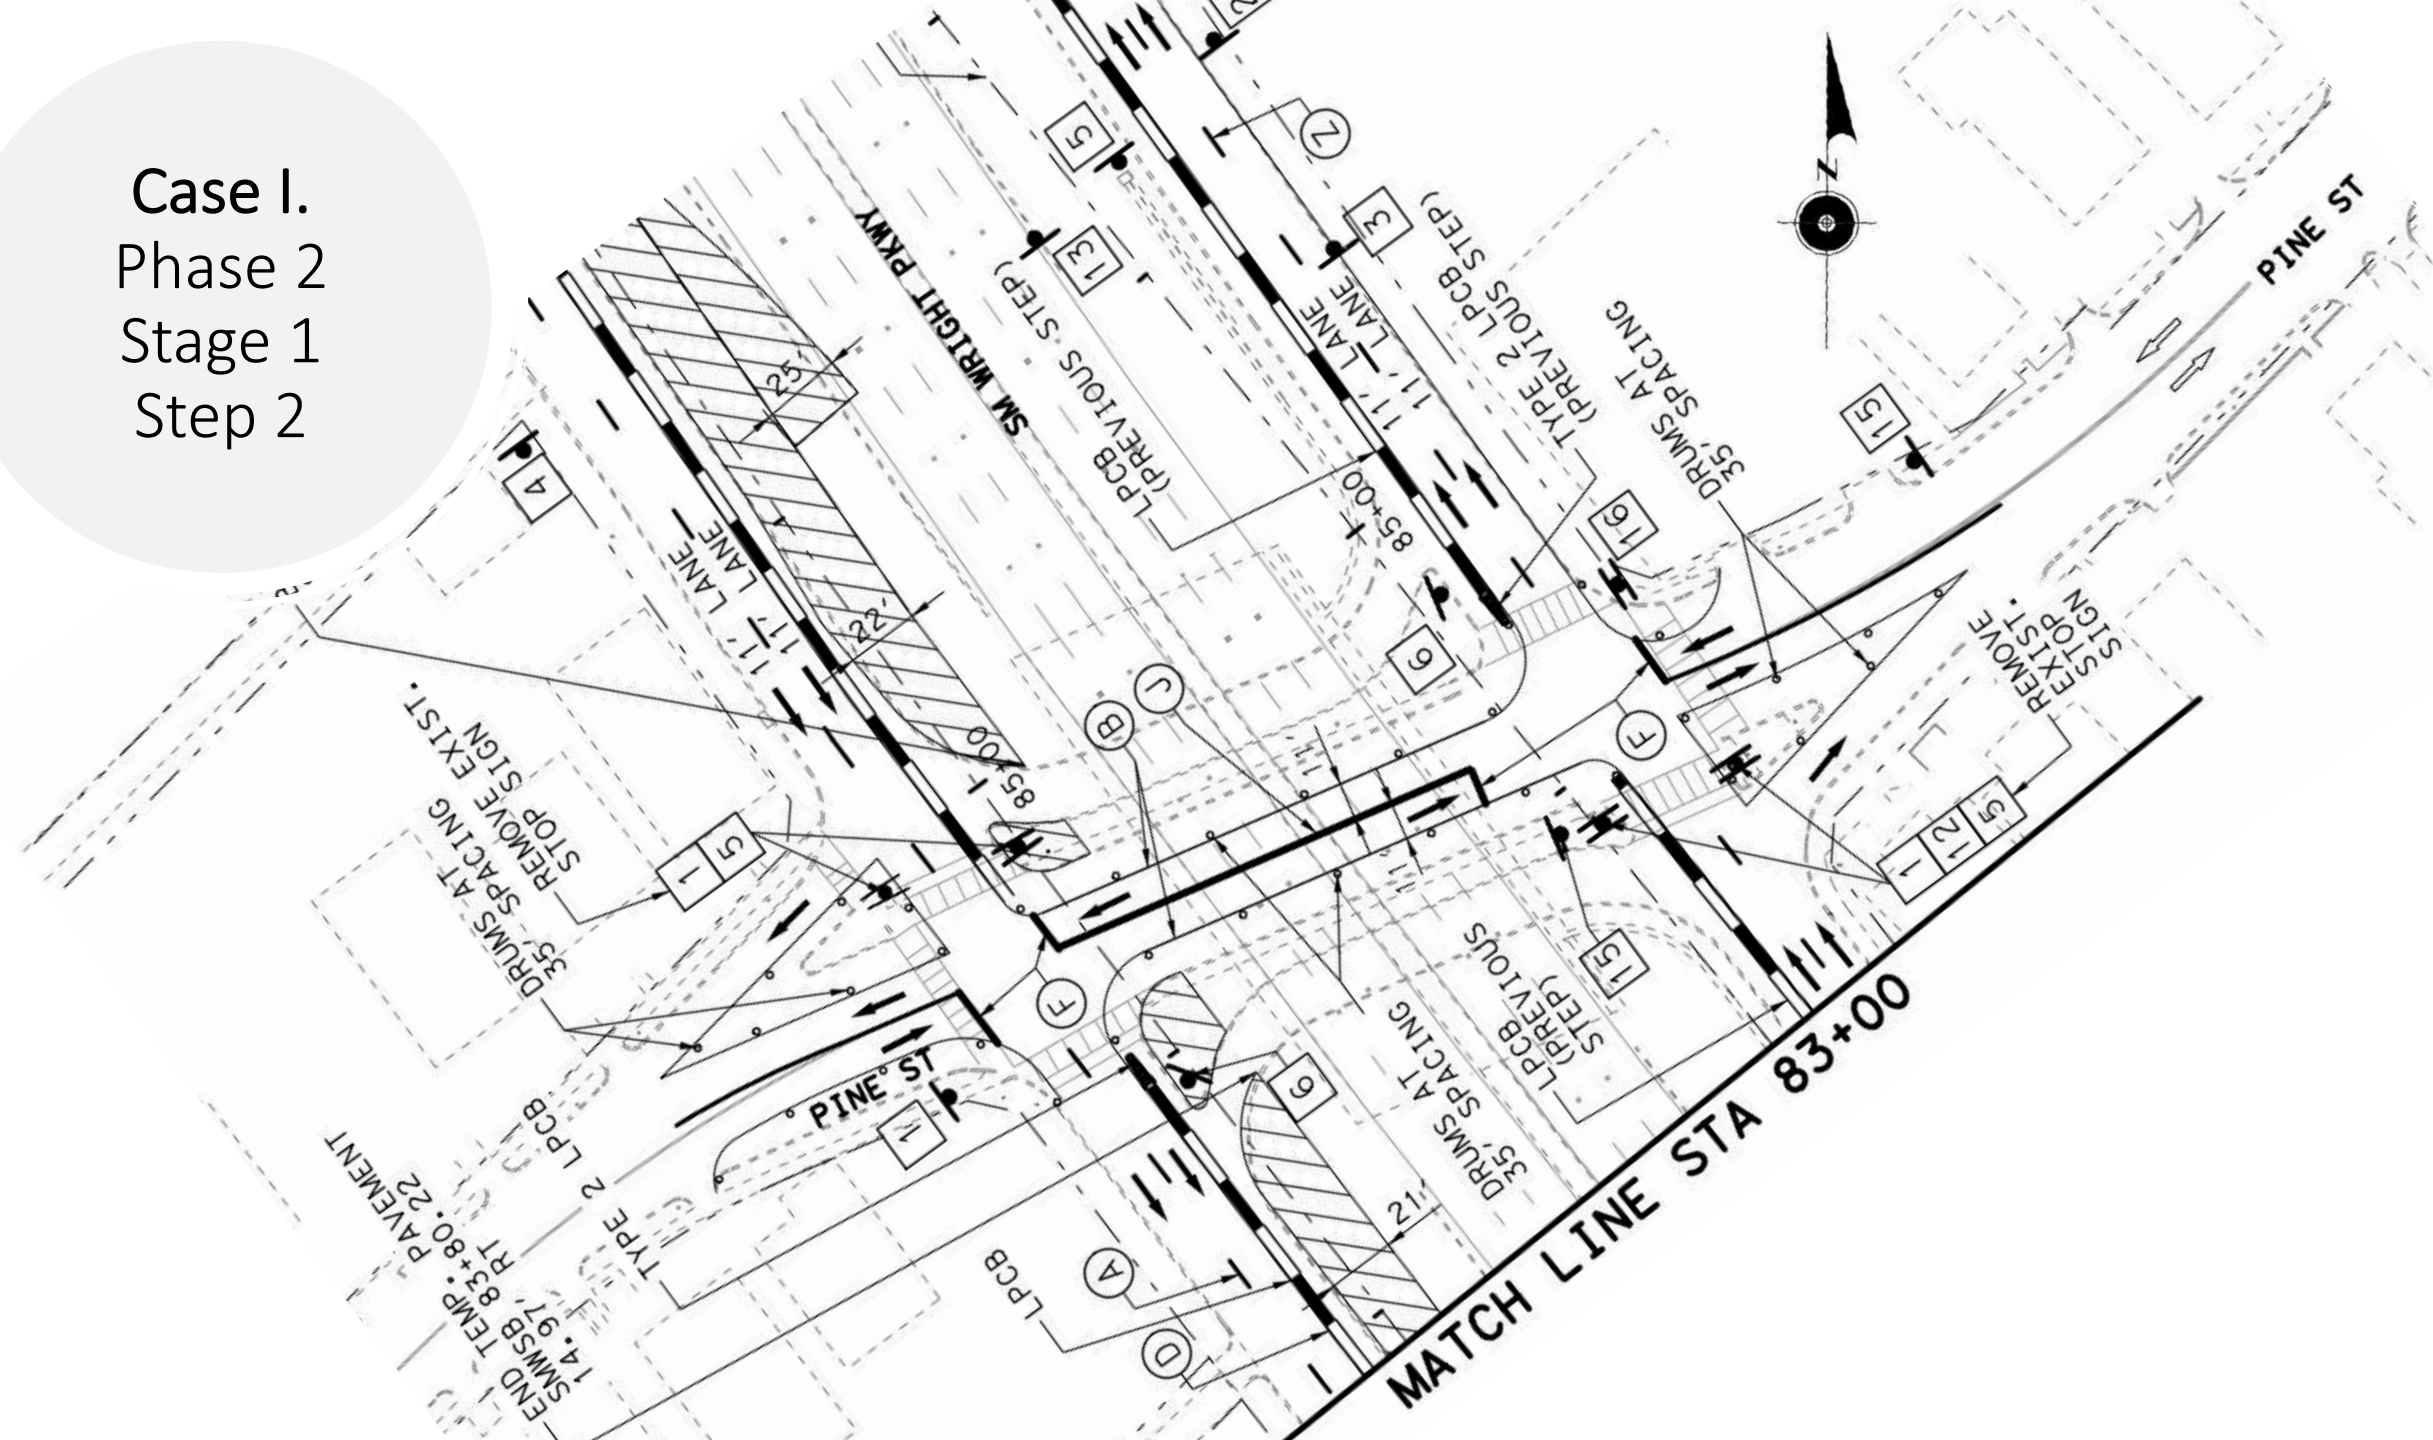 Case I.
Phase 2
Stage 1
Step 2
N
PINE ST
SM WRIGHT PKWY
5
13
Z
3
4
25'
22'
11' LANE
11' LANE
11' LANE
11' LANE
LPCB
(PREVIOUS STEP)
TYPE 2 LPCB
(PREVIOUS STEP)
DRUMS AT
35' SPACING
15
16
85+00
85+00
6
B
J
F
F
REMOVE
EXIST.
STOP
SIGN
EXIST.
REMOVE SIGN
STOP
DRUMS AT
35' SPACING
1 5
1 12 5
11'
11'
15
LPCB
(PREVIOUS
STEP)
DRUMS AT
35' SPACING
6
PINE ST
1
TYPE 2 LPCB
END TEMP. PAVEMENT
SMWSB, 83+80.22
14.97' RT
LPCB
A
D
21'
MATCH LINE STA 83+00